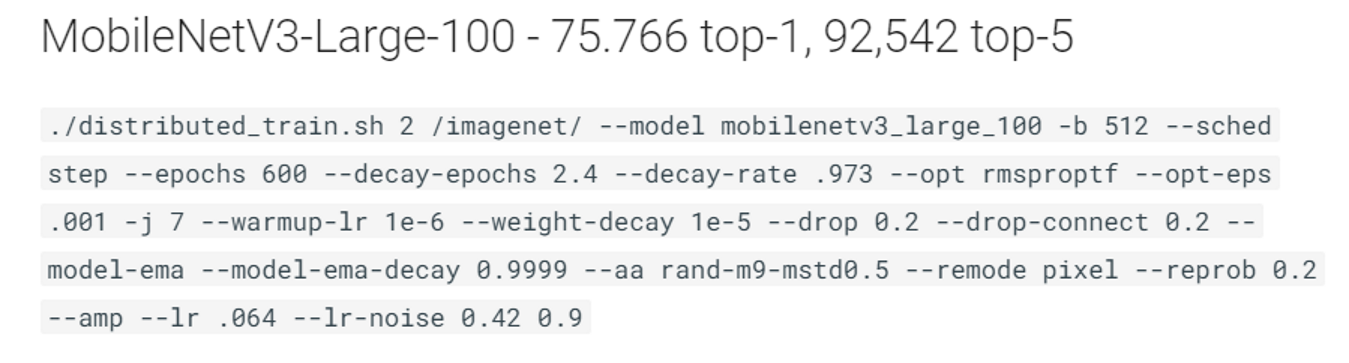 MobileNetV3-Large-100 - 75.766 top-1, 92,542 top-5
./distributed_train.sh 2 /imagenet/ --model mobilenetv3_large_100 -b 512 --sched
step --epochs 600 --decay-epochs 2.4 --decay-rate .973 --opt rmsproptf --opt-eps
.001 -j 7 --warmup-lr 1e-6 --weight-decay 1e-5 --drop 0.2 --drop-connect 0.2 --
model-ema --model-ema-decay 0.9999 --aa rand-m9-mstd0.5 --remode pixel --reprob 0.2
--amp --lr .064 --lr-noise 0.42 0.9